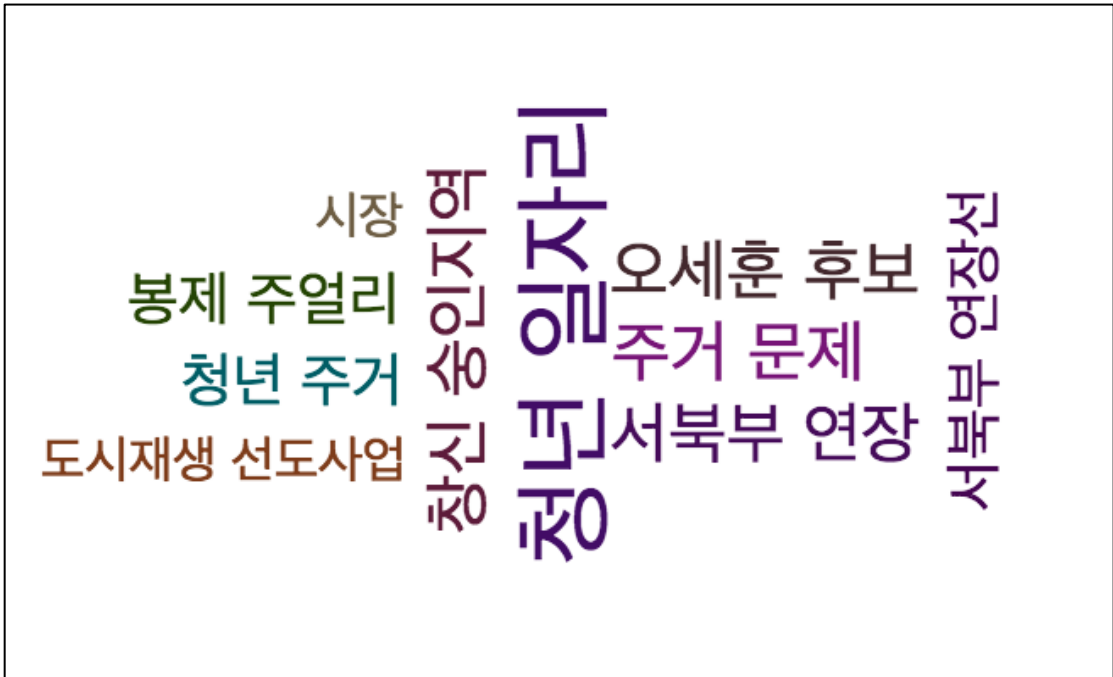 시장
봉제 주얼리
청년 주거
도시재생 선도사업
창신 숭인지역
청년 일자리
오세훈 후보
주거 문제
서북부 연장
서북부 연장선